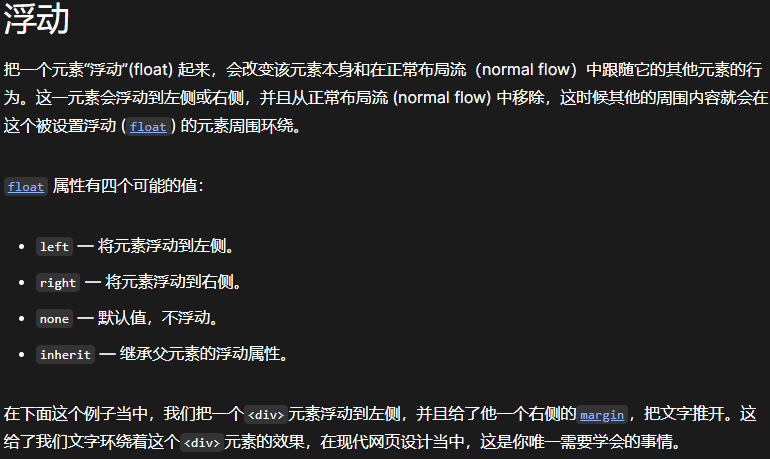 浮动
把一个元素“浮动”(float) 起来，会改变该元素本身和在正常布局流（normal flow）中跟随它的其他元素的行
为。这一元素会浮动到左侧或右侧，并且从正常布局流 (normal flow) 中移除，这时候其他的周围内容就会在
这个被设置浮动 (float) 的元素周围环绕。
float 属性有四个可能的值：
• left — 将元素浮动到左侧。
• right — 将元素浮动到右侧。
• none — 默认值，不浮动。
• inherit — 继承父元素的浮动属性。
在下面这个例子当中，我们把一个<div>元素浮动到左侧，并且给了他一个右侧的margin，把文字推开。这
给了我们文字环绕着这个<div>元素的效果，在现代网页设计当中，这是你唯一需要学会的事情。